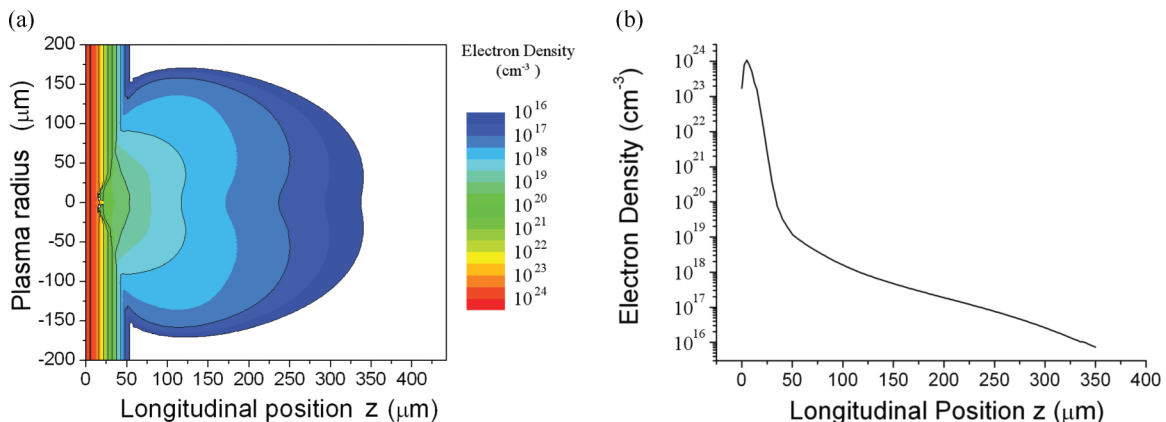 (a)
200
150
100
50
0
-50
-100
-150
-200
Plasma radius (μm)
0 50 100 150 200 250 300 350 400
Longitudinal position z (μm)
Electron Density
(cm⁻³)
10¹⁶
10¹⁷
10¹⁸
10¹⁹
10²⁰
10²¹
10²²
10²³
10²⁴
(b)
10²⁴
10²³
10²²
10²¹
10²⁰
10¹⁹
10¹⁸
10¹⁷
10¹⁶
Electron Density (cm⁻³)
0 50 100 150 200 250 300 350 400
Longitudinal Position z (μm)